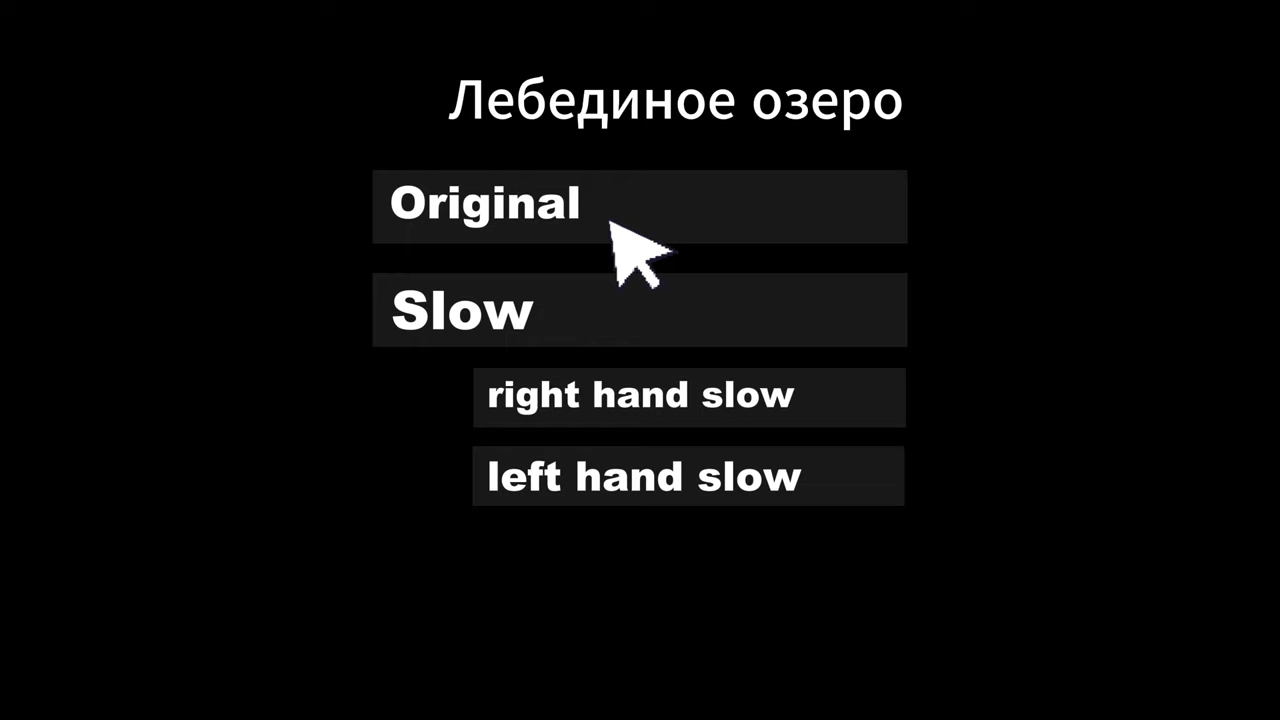 Лебединое озеро
Original
Slow
right hand slow
left hand slow